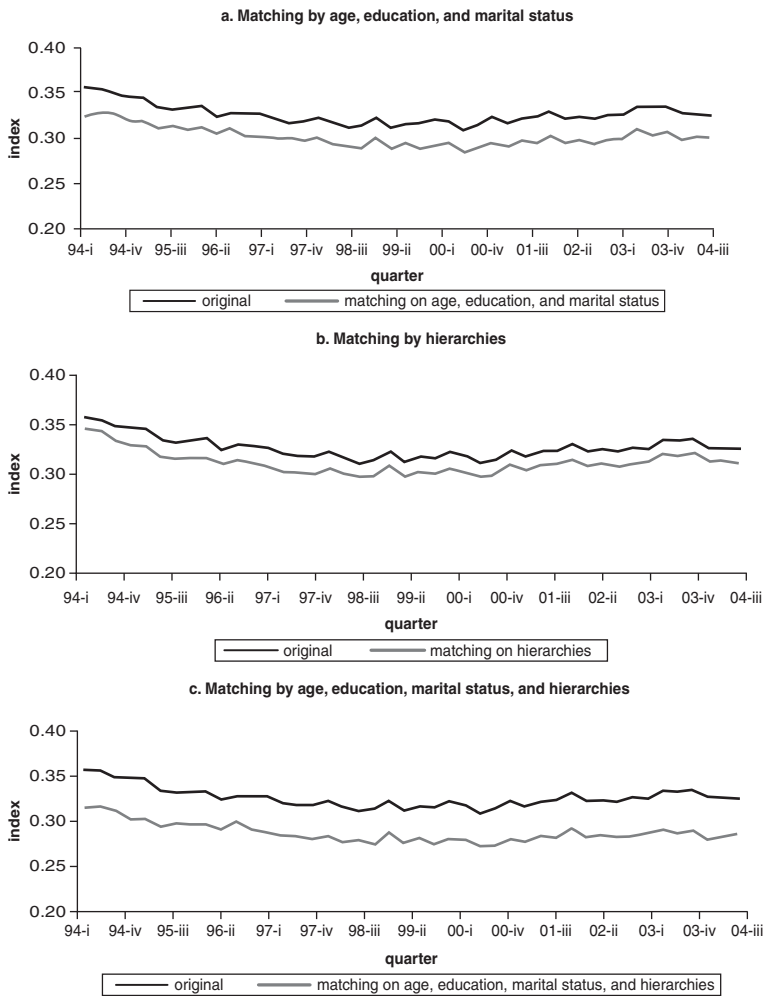 a. Matching by age, education, and marital status
0.40
0.35
0.30
0.25
0.20
index
94-i 94-iv 95-iii 96-ii 97-i 97-iv 98-iii 99-ii 00-i 00-iv 01-iii 02-ii 03-i 03-iv 04-iii
quarter
original matching on age, education, and marital status
b. Matching by hierarchies
0.40
0.35
0.30
0.25
0.20
index
94-i 94-iv 95-iii 96-ii 97-i 97-iv 98-iii 99-ii 00-i 00-iv 01-iii 02-ii 03-i 03-iv 04-iii
quarter
original matching on hierarchies
c. Matching by age, education, marital status, and hierarchies
0.40
0.35
0.30
0.25
0.20
index
94-i 94-iv 95-iii 96-ii 97-i 97-iv 98-iii 99-ii 00-i 00-iv 01-iii 02-ii 03-i 03-iv 04-iii
quarter
original matching on age, education, marital status, and hierarchies